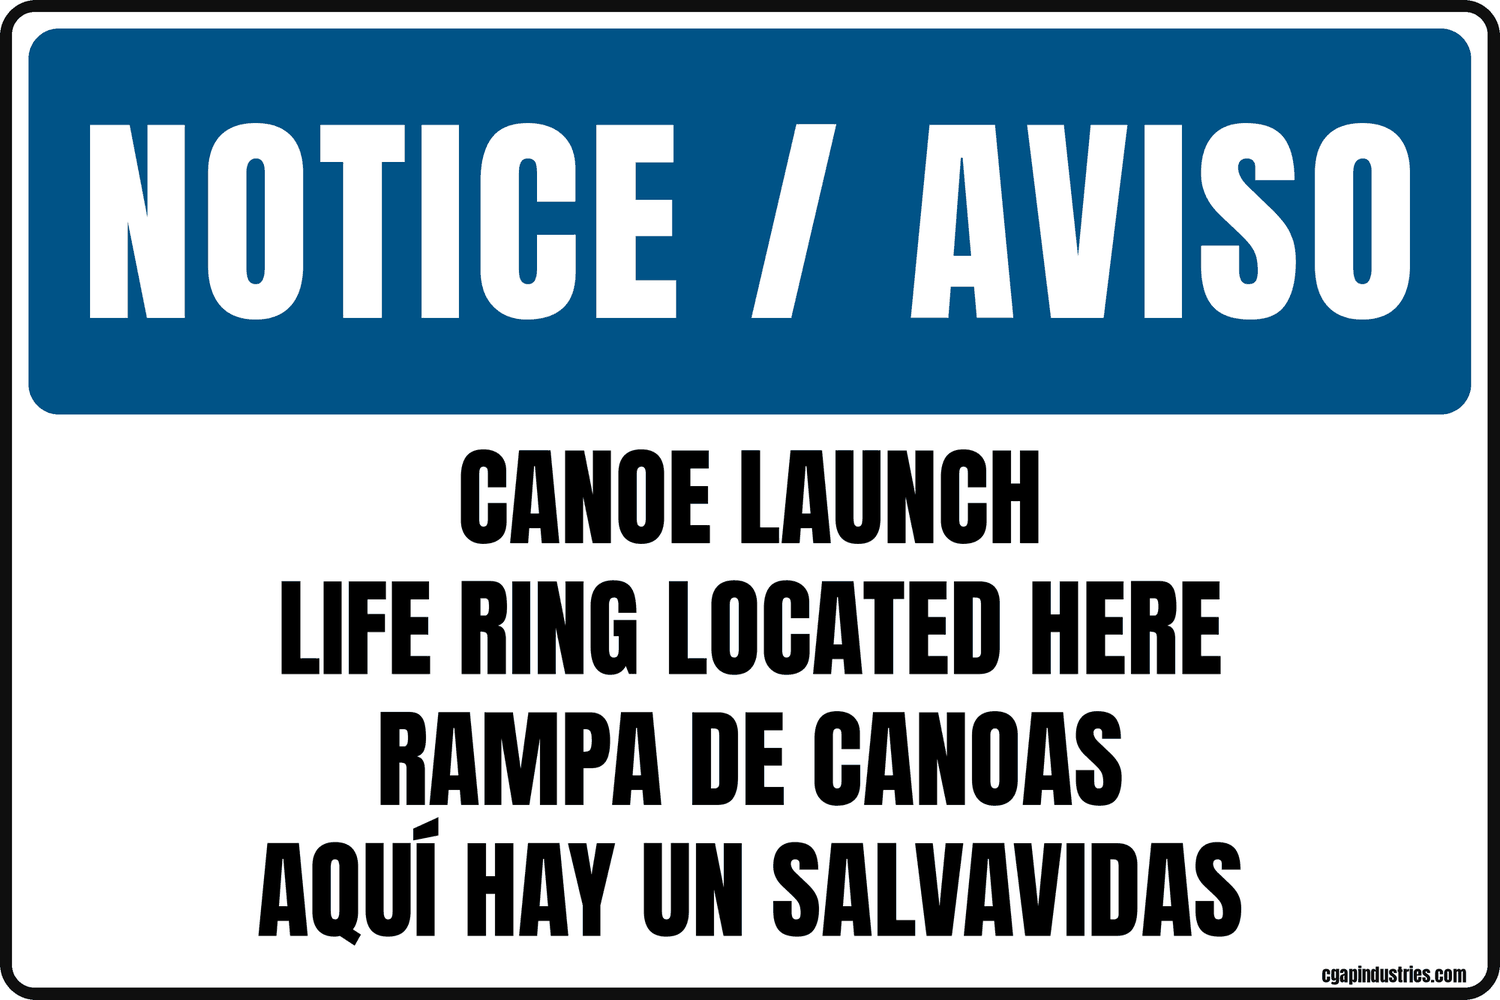 NOTICE / AVISO
CANOE LAUNCH
LIFE RING LOCATED HERE
RAMPA DE CANOAS
AQUÍ HAY UN SALVAVIDAS
cgapindustries.com